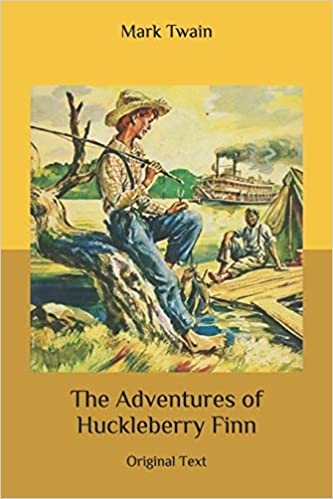 Mark Twain
The Adventures of
Huckleberry Finn
Original Text